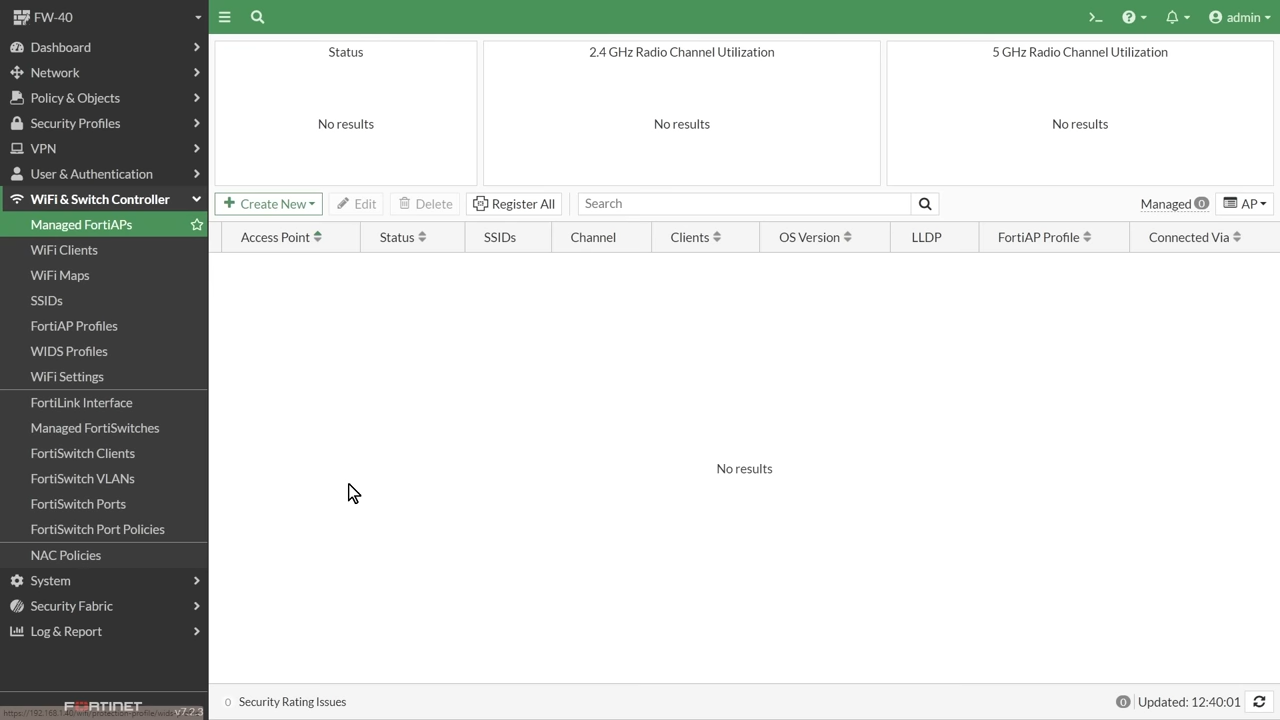 FW-40
admin
Dashboard
Network
Policy & Objects
Security Profiles
VPN
User & Authentication
WiFi & Switch Controller
Managed FortiAPs
WiFi Clients
WiFi Maps
SSIDs
FortiAP Profiles
WIDS Profiles
WiFi Settings
FortiLink Interface
Managed FortiSwitches
FortiSwitch Clients
FortiSwitch VLANs
FortiSwitch Ports
FortiSwitch Port Policies
NAC Policies
System
Security Fabric
Log & Report
FORTINET
v7.2.3
Status
No results
2.4 GHz Radio Channel Utilization
No results
5 GHz Radio Channel Utilization
No results
Create New Edit Delete Register All Search Managed 0 AP
Access Point Status SSIDs Channel Clients OS Version LLDP FortiAP Profile Connected Via
No results
0 Security Rating Issues
0 Updated: 12:40:01